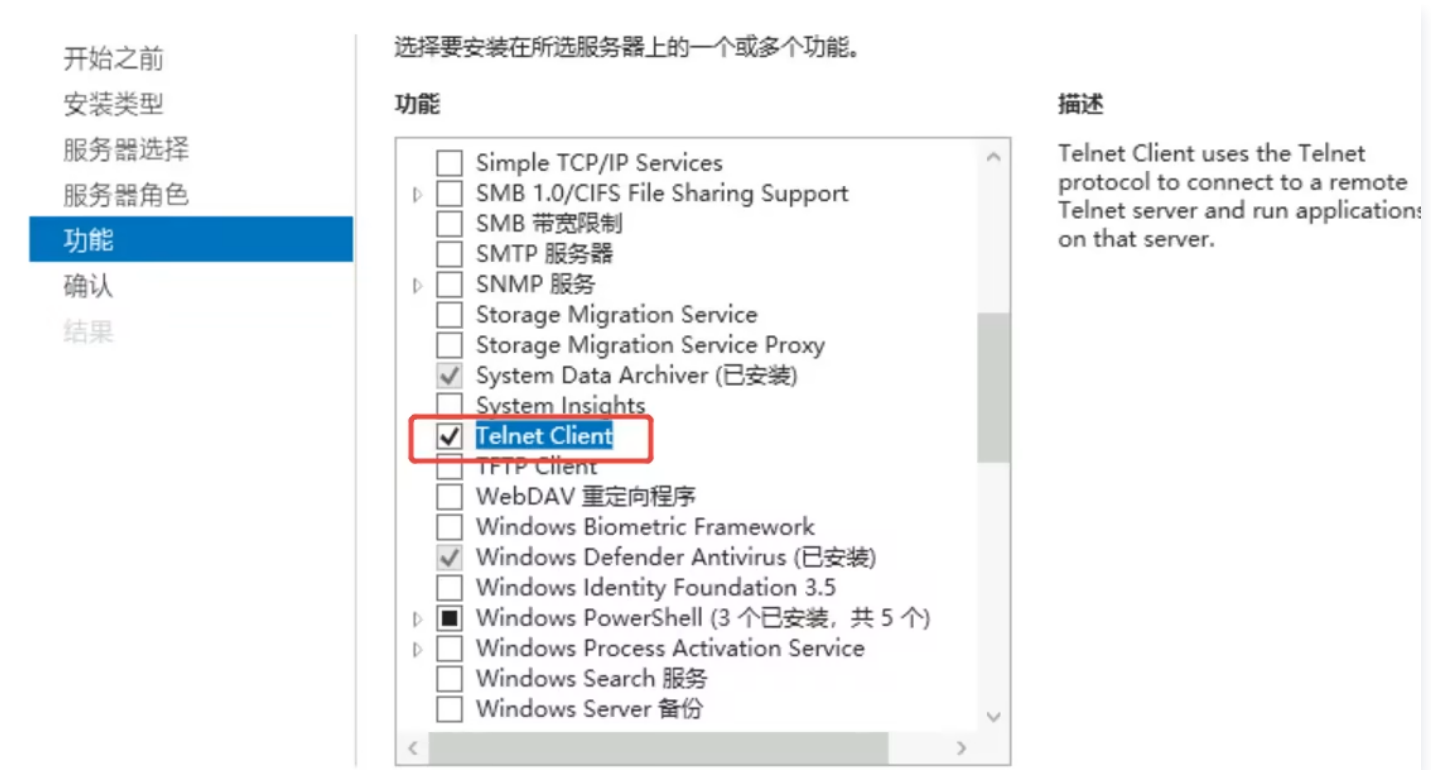 开始之前
安装类型
服务器选择
服务器角色
功能
确认
结果
选择要安装在所选服务器上的一个或多个功能。
功能
Simple TCP/IP Services
SMB 1.0/CIFS File Sharing Support
SMB 带宽限制
SMTP 服务器
SNMP 服务
Storage Migration Service
Storage Migration Service Proxy
System Data Archiver (已安装)
System Insights
Telnet Client
TFTP Client
WebDAV 重定向程序
Windows Biometric Framework
Windows Defender Antivirus (已安装)
Windows Identity Foundation 3.5
Windows PowerShell (3 个已安装，共 5 个)
Windows Process Activation Service
Windows Search 服务
Windows Server 备份
描述
Telnet Client uses the Telnet
protocol to connect to a remote
Telnet server and run applications
on that server.